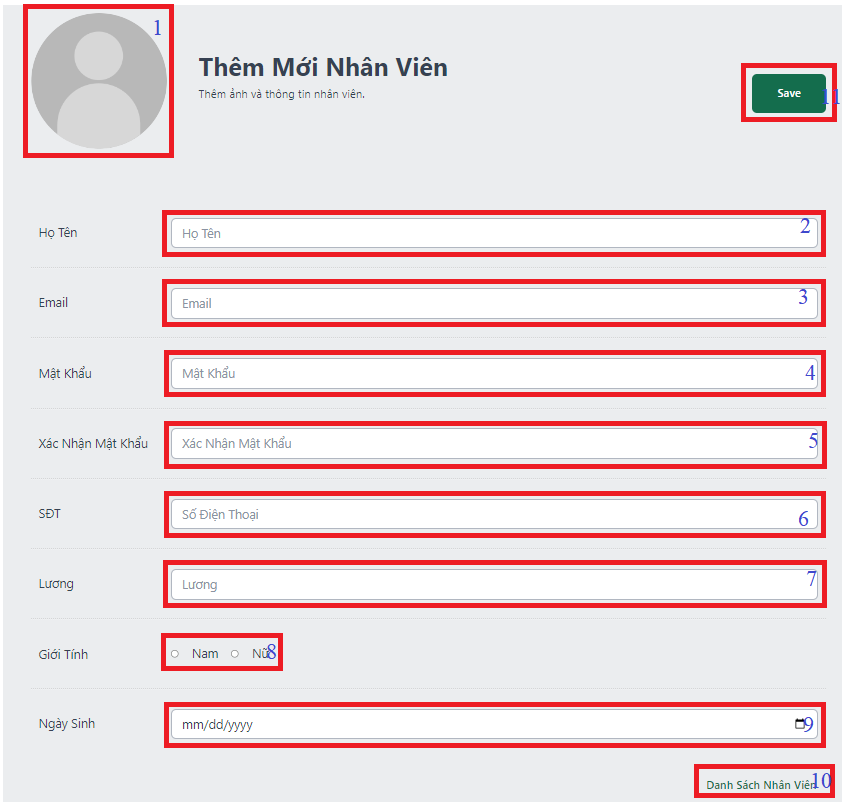 1
Thêm Mới Nhân Viên
Thêm ảnh và thông tin nhân viên.
Save 11
Họ Tên Họ Tên 2
Email Email 3
Mật Khẩu Mật Khẩu 4
Xác Nhận Mật Khẩu Xác Nhận Mật Khẩu 5
SĐT Số Điện Thoại 6
Lương Lương 7
Giới Tính Nam Nữ 8
Ngày Sinh mm/dd/yyyy 9
Danh Sách Nhân Viên 10